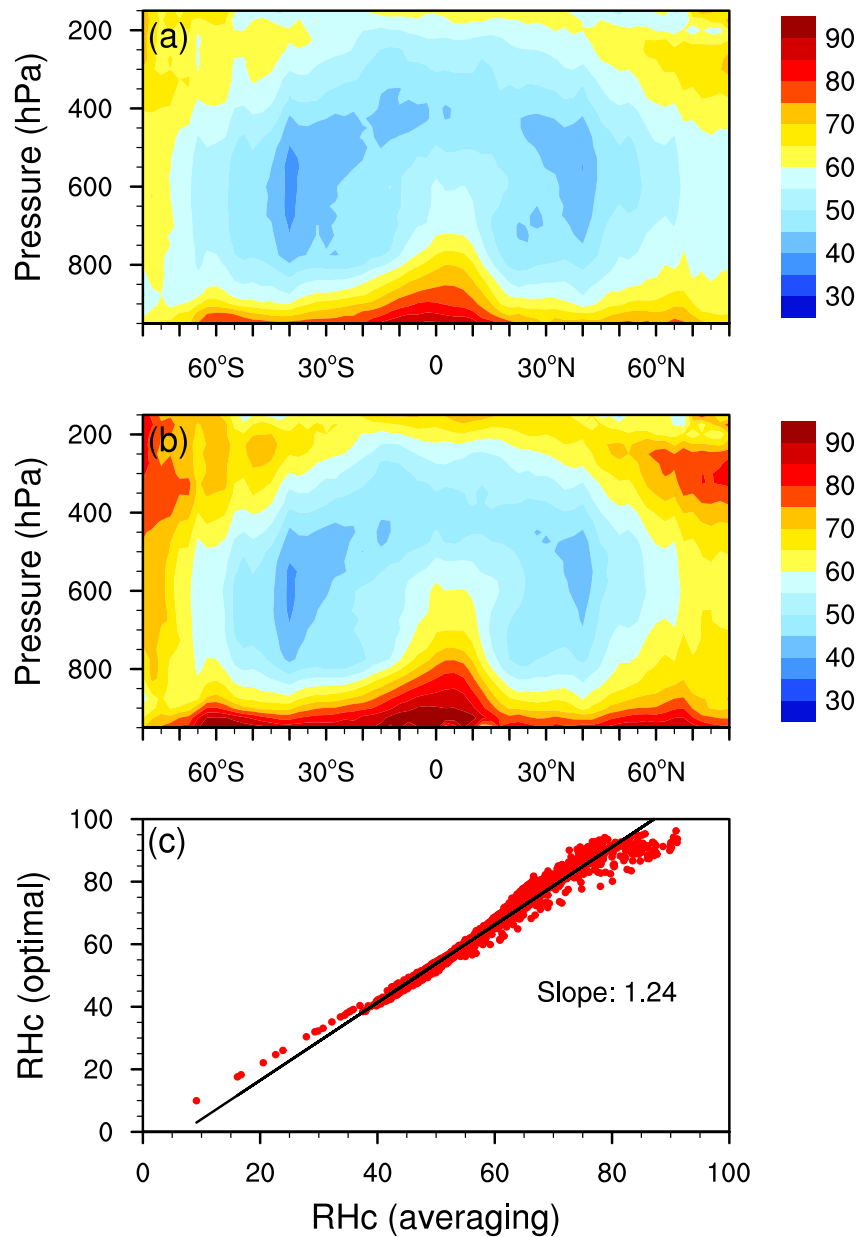 (a)
Pressure (hPa)
200
400
600
800
60°S 30°S 0 30°N 60°N
90
80
70
60
50
40
30
(b)
Pressure (hPa)
200
400
600
800
60°S 30°S 0 30°N 60°N
90
80
70
60
50
40
30
(c)
RHc (optimal)
100
80
60
40
20
0
Slope: 1.24
0 20 40 60 80 100
RHc (averaging)